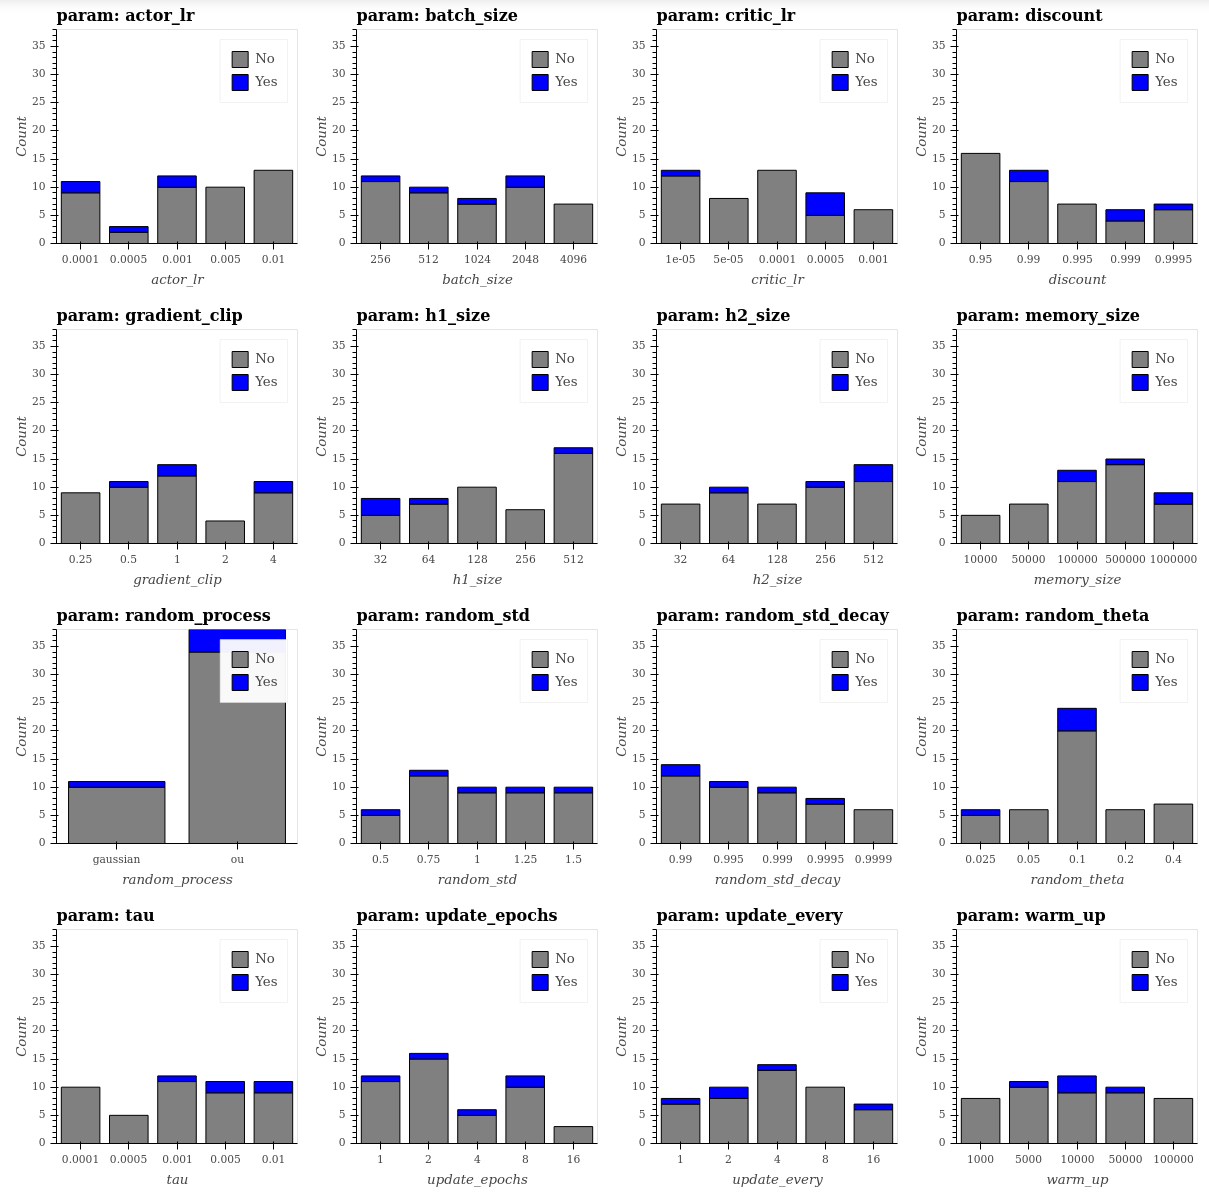 param: actor_lr
35
30
25
20
15
10
5
0
Count
No
Yes
0.0001 0.0005 0.001 0.005 0.01
actor_lr
param: batch_size
35
30
25
20
15
10
5
0
Count
No
Yes
256 512 1024 2048 4096
batch_size
param: critic_lr
35
30
25
20
15
10
5
0
Count
No
Yes
1e-05 5e-05 0.0001 0.0005 0.001
critic_lr
param: discount
35
30
25
20
15
10
5
0
Count
No
Yes
0.95 0.99 0.995 0.999 0.9995
discount
param: gradient_clip
35
30
25
20
15
10
5
0
Count
No
Yes
0.25 0.5 1 2 4
gradient_clip
param: h1_size
35
30
25
20
15
10
5
0
Count
No
Yes
32 64 128 256 512
h1_size
param: h2_size
35
30
25
20
15
10
5
0
Count
No
Yes
32 64 128 256 512
h2_size
param: memory_size
35
30
25
20
15
10
5
0
Count
No
Yes
10000 50000 100000 500000 1000000
memory_size
param: random_process
35
30
25
20
15
10
5
0
Count
No
Yes
gaussian ou
random_process
param: random_std
35
30
25
20
15
10
5
0
Count
No
Yes
0.5 0.75 1 1.25 1.5
random_std
param: random_std_decay
35
30
25
20
15
10
5
0
Count
No
Yes
0.99 0.995 0.999 0.9995 0.9999
random_std_decay
param: random_theta
35
30
25
20
15
10
5
0
Count
No
Yes
0.025 0.05 0.1 0.2 0.4
random_theta
param: tau
35
30
25
20
15
10
5
0
Count
No
Yes
0.0001 0.0005 0.001 0.005 0.01
tau
param: update_epochs
35
30
25
20
15
10
5
0
Count
No
Yes
1 2 4 8 16
update_epochs
param: update_every
35
30
25
20
15
10
5
0
Count
No
Yes
1 2 4 8 16
update_every
param: warm_up
35
30
25
20
15
10
5
0
Count
No
Yes
1000 5000 10000 50000 100000
warm_up